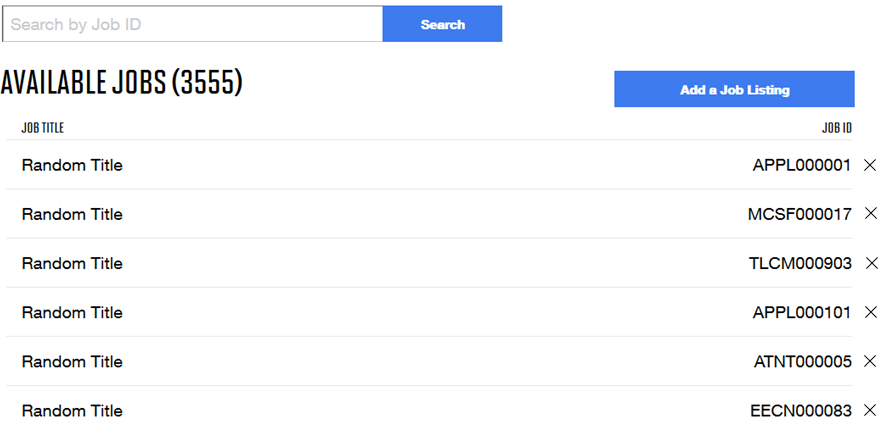 Search by Job ID Search
AVAILABLE JOBS (3555) Add a Job Listing
JOB TITLE JOB ID
Random Title APPL000001
Random Title MCSF000017
Random Title TLCM000903
Random Title APPL000101
Random Title ATNT000005
Random Title EECN000083